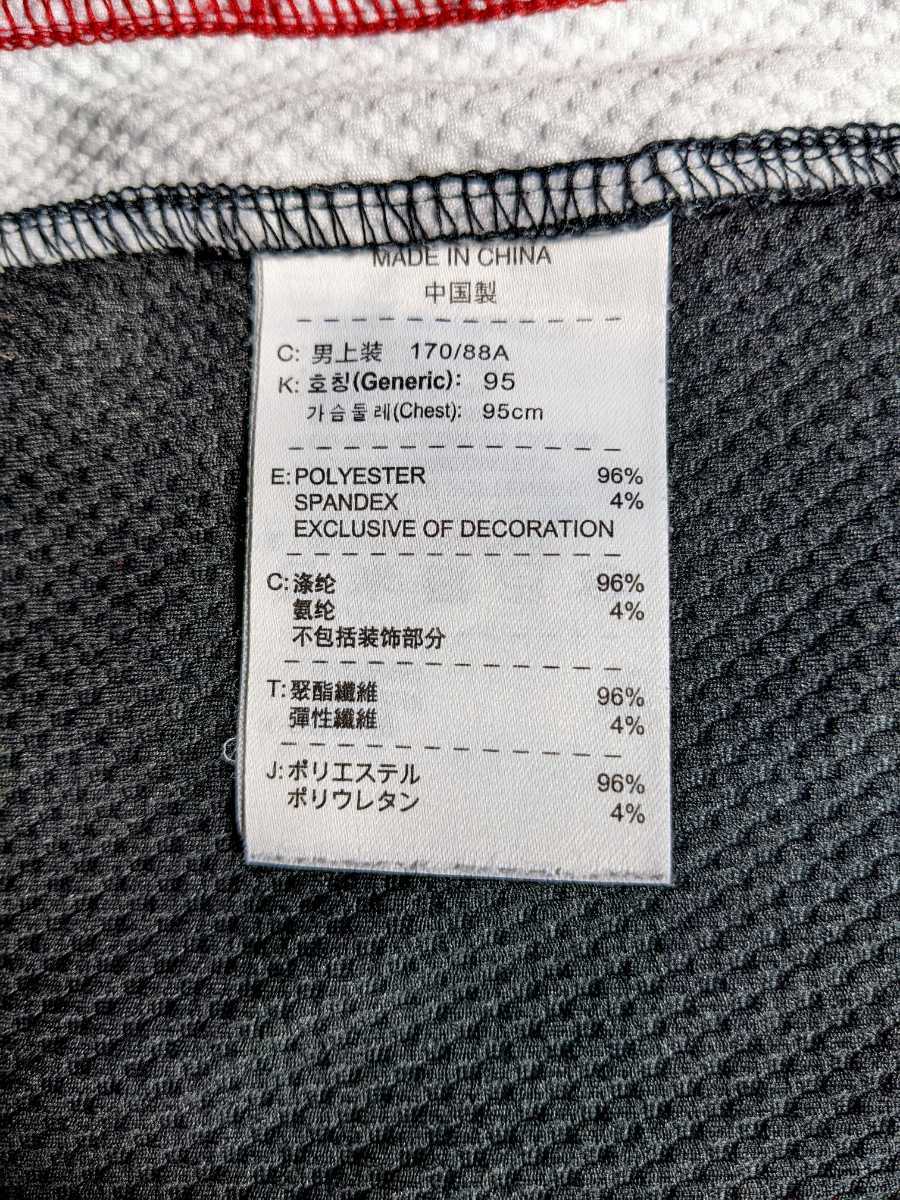 MADE IN CHINA
中国製
C: 男上装 170/88A
K: 호칭(Generic): 95
가슴둘레(Chest): 95cm
E: POLYESTER 96%
SPANDEX 4%
EXCLUSIVE OF DECORATION
C: 涤纶 96%
氨纶 4%
不包括装饰部分
T: 聚酯纖維 96%
彈性纖維 4%
J: ポリエステル 96%
ポリウレタン 4%